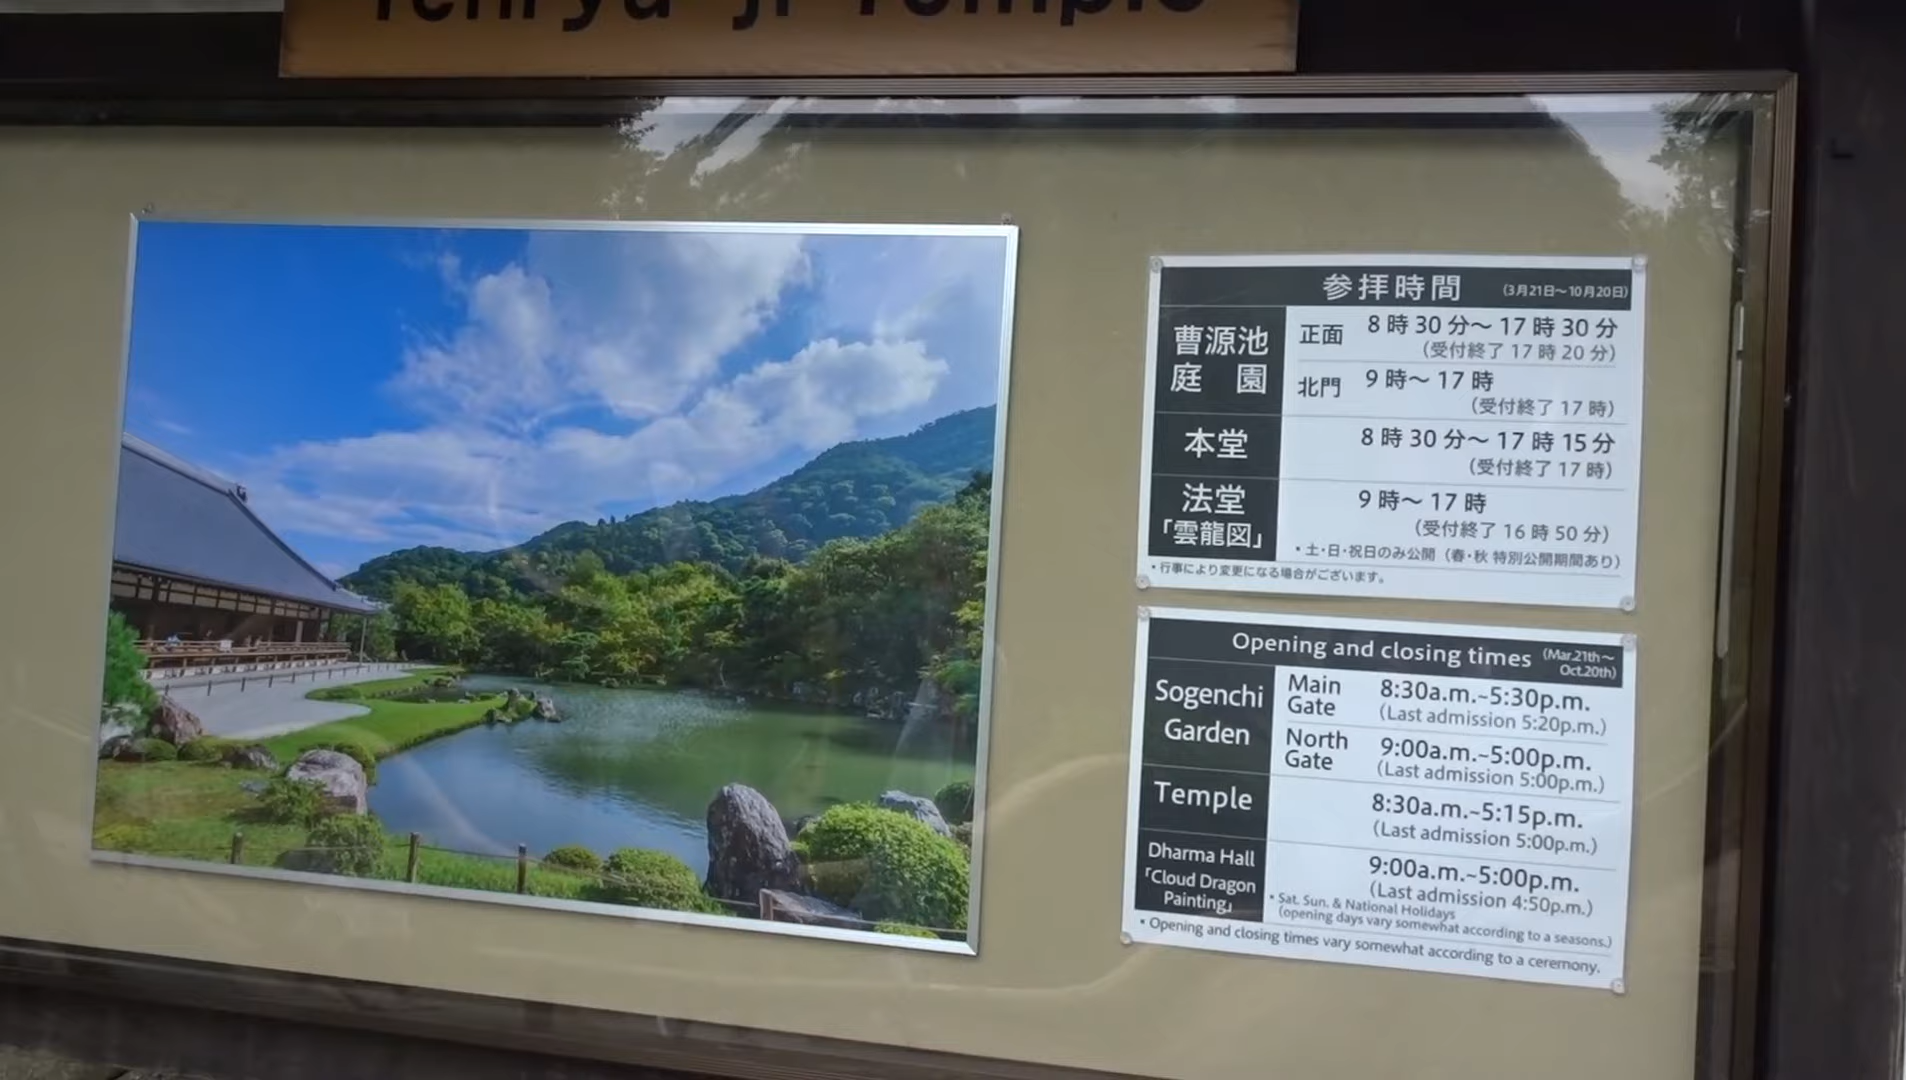 Tenryu-ji Temple
参拝時間 (3月21日～10月20日)
曹源池
庭 園
正面 8時30分～17時30分
(受付終了17時20分)
北門 9時～17時
(受付終了17時)
本堂 8時30分～17時15分
(受付終了17時)
法堂
「雲龍図」
9時～17時
(受付終了16時50分)
・土・日・祝日のみ公開（春・秋 特別公開期間あり）
・行事により変更になる場合がございます。
Opening and closing times (Mar.21th～
Oct.20th)
Sogenchi
Garden
Main
Gate
8:30a.m.~5:30p.m.
(Last admission 5:20p.m.)
North
Gate
9:00a.m.~5:00p.m.
(Last admission 5:00p.m.)
Temple 8:30a.m.~5:15p.m.
(Last admission 5:00p.m.)
Dharma Hall
「Cloud Dragon
Painting」
9:00a.m.~5:00p.m.
(Last admission 4:50p.m.)
・Sat. Sun. & National Holidays
(opening days vary somewhat according to a seasons.)
・Opening and closing times vary somewhat according to a ceremony.